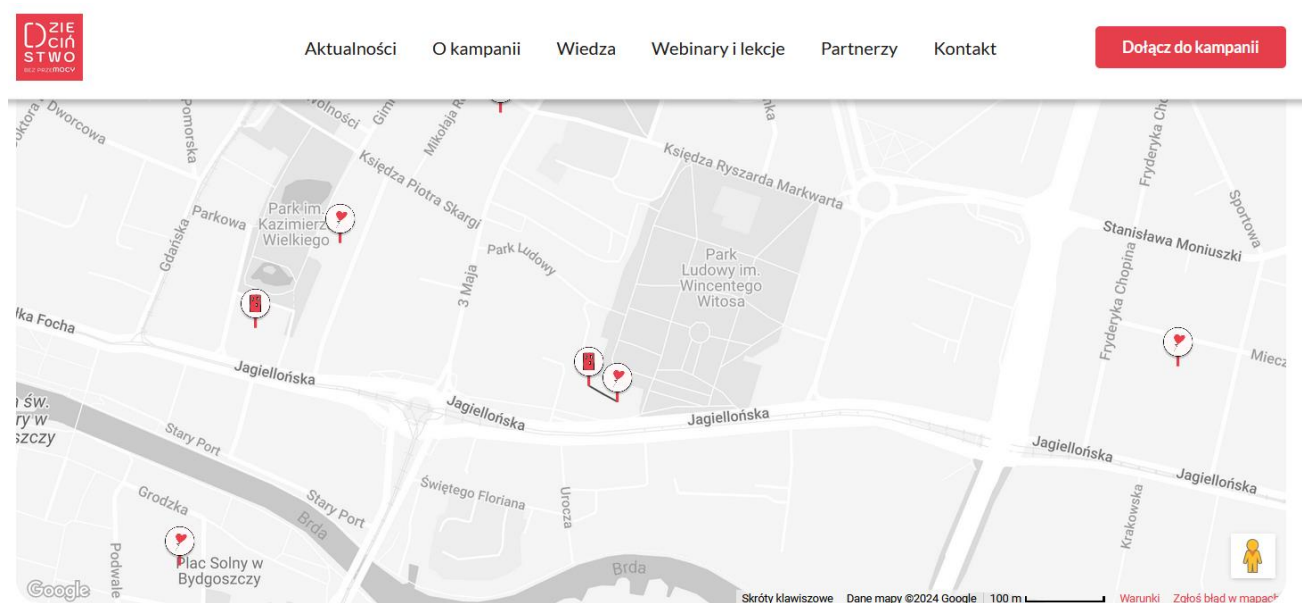 DZIE
CIŃ
STWO
BEZ PRZEMOCY
Aktualności
O kampanii
Wiedza
Webinary i lekcje
Partnerzy
Kontakt
Dołącz do kampanii
Dworcowa
Pomorska
Wolności
Mikołaja
Księdza Piotra Skargi
Księdza Ryszarda Markwarta
Fryderyka
Sportowa
Stanisława Moniuszki
Parkowa
Park im.
Kazimierza
Wielkiego
Gdańska
Park Ludowy
3 Maja
Park
Ludowy im.
Wincentego
Witosa
Fryderyka Chopina
Focha
Jagiellońska
Jagiellońska
Jagiellońska
Jagiellońska
Jagiellońska
św.
Stary Port
Grodzka
Stary Port
Brda
Świętego Floriana
Urocza
Krakowska
Podwale
Plac Solny w
Bydgoszczy
Brda
Google
Skróty klawiszowe
Dane mapy ©2024 Google
100 m
Warunki
Zgłoś błąd w mapach